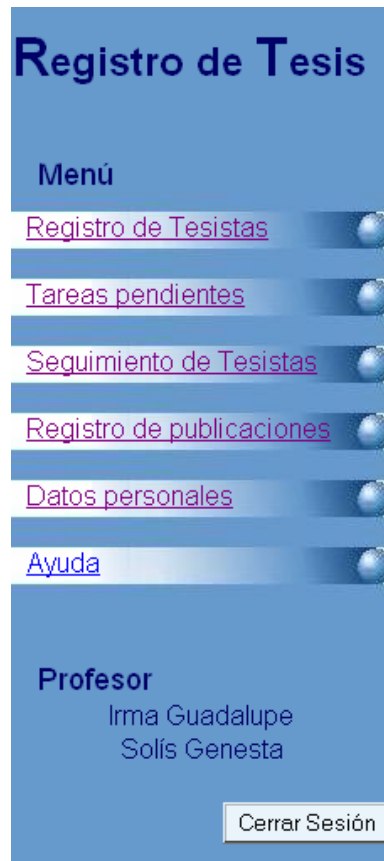 Registro de Tesis
Menú
Registro de Tesistas
Tareas pendientes
Seguimiento de Tesistas
Registro de publicaciones
Datos personales
Ayuda
Profesor
Irma Guadalupe
Solís Genesta
Cerrar Sesión